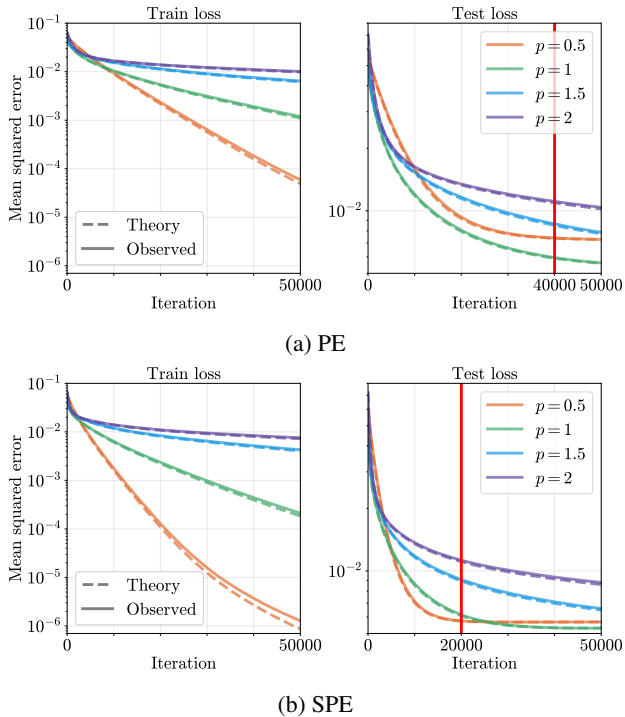 Train loss
Test loss
Mean squared error
10⁻¹
10⁻²
10⁻³
10⁻⁴
10⁻⁵
10⁻⁶
Theory
Observed
0 50000
Iteration
p = 0.5
p = 1
p = 1.5
p = 2
10⁻²
0 20000 40000 50000
Iteration
(a) PE
Train loss
Test loss
Mean squared error
10⁻¹
10⁻²
10⁻³
10⁻⁴
10⁻⁵
10⁻⁶
Theory
Observed
0 50000
Iteration
p = 0.5
p = 1
p = 1.5
p = 2
10⁻²
0 20000 50000
Iteration
(b) SPE